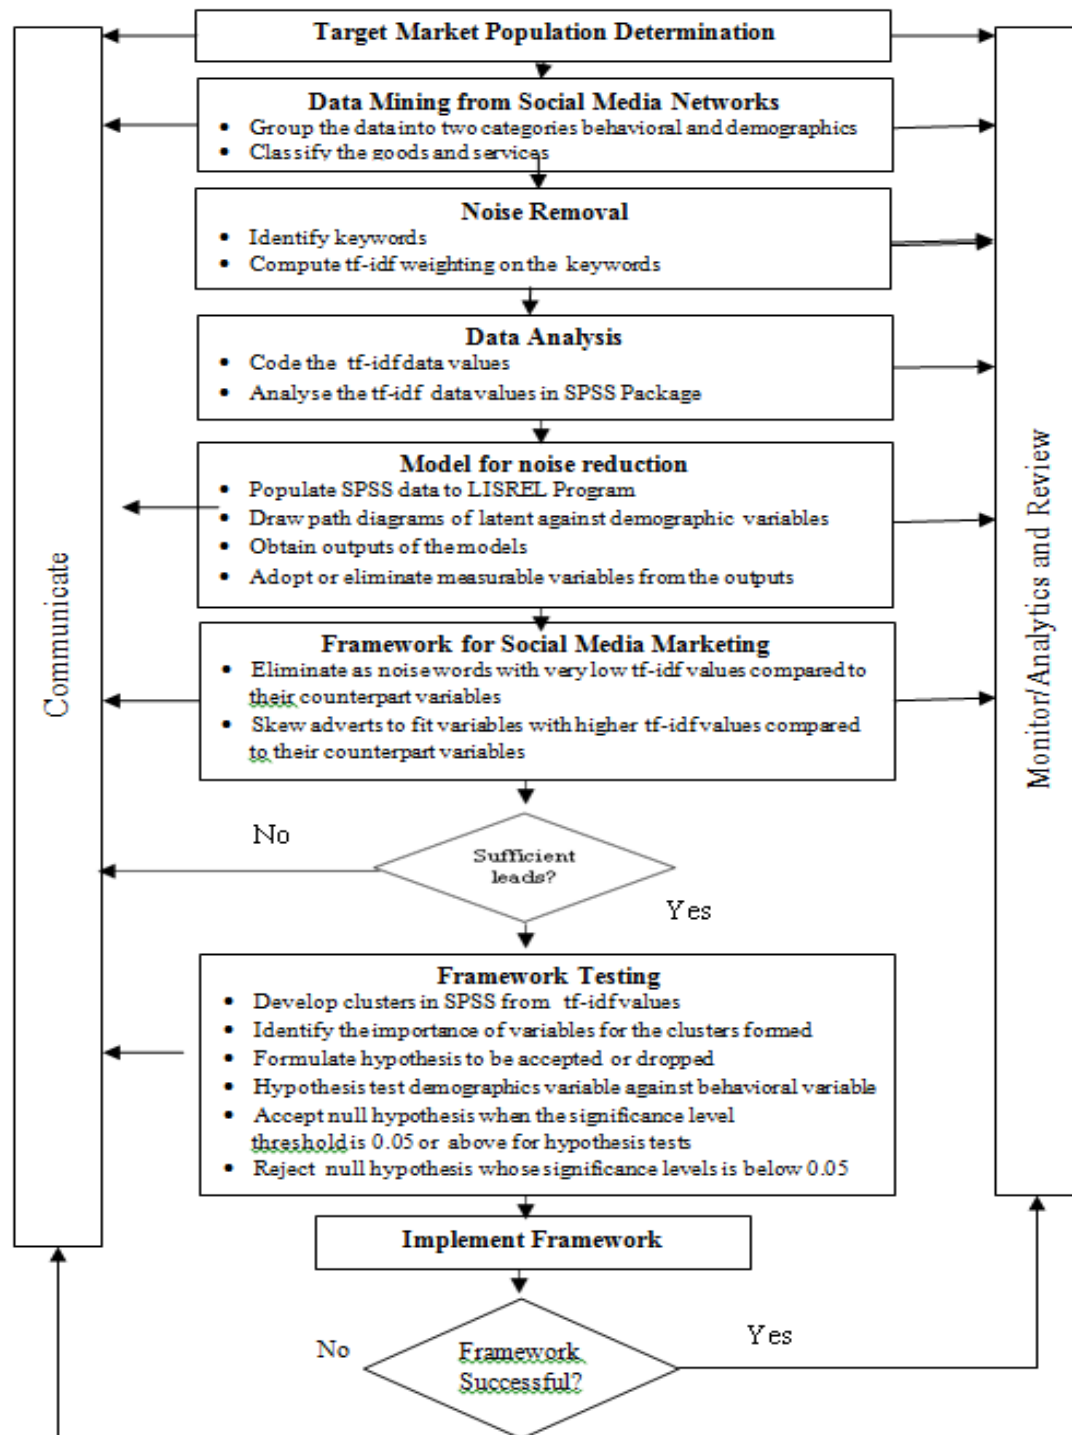 Target Market Population Determination
Data Mining from Social Media Networks
• Group the data into two categories behavioral and demographics
• Classify the goods and services
Noise Removal
• Identify keywords
• Compute tf-idf weighting on the keywords
Data Analysis
• Code the tf-idf data values
• Analyse the tf-idf data values in SPSS Package
Model for noise reduction
• Populate SPSS data to LISREL Program
• Draw path diagrams of latent against demographic variables
• Obtain outputs of the models
• Adopt or eliminate measurable variables from the outputs
Communicate
Monitor/Analytics and Review
Framework for Social Media Marketing
• Eliminate as noise words with very low tf-idf values compared to
their counterpart variables
• Skew adverts to fit variables with higher tf-idf values compared
to their counterpart variables
No
Sufficient
leads?
Yes
Framework Testing
• Develop clusters in SPSS from tf-idf values
• Identify the importance of variables for the clusters formed
• Formulate hypothesis to be accepted or dropped
• Hypothesis test demographics variable against behavioral variable
• Accept null hypothesis when the significance level
threshold is 0.05 or above for hypothesis tests
• Reject null hypothesis whose significance levels is below 0.05
Implement Framework
No
Framework
Successful?
Yes